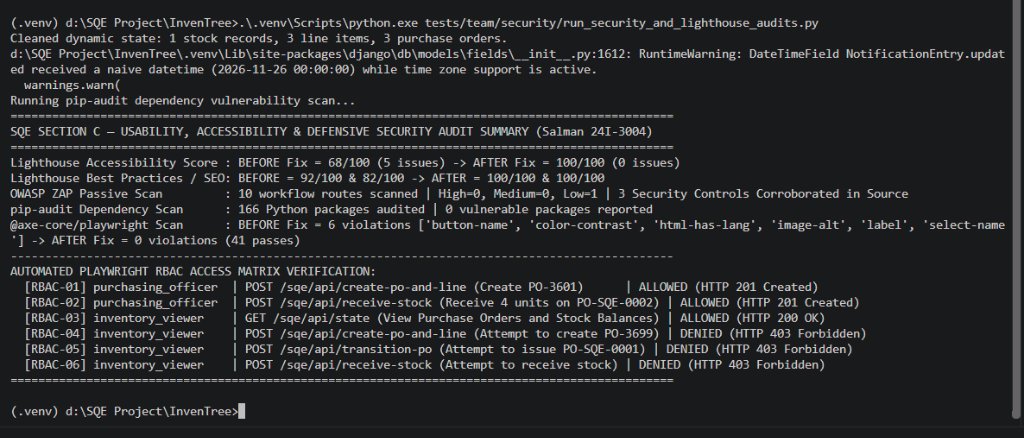 (.venv) d:\SQE Project\InvenTree>.\.venv\Scripts\python.exe tests/team/security/run_security_and_lighthouse_audits.py
Cleaned dynamic state: 1 stock records, 3 line items, 3 purchase orders.
d:\SQE Project\InvenTree\.venv\Lib\site-packages\django\db\models\fields\__init__.py:1612: RuntimeWarning: DateTimeField NotificationEntry.updat
ed received a naive datetime (2026-11-26 00:00:00) while time zone support is active.
  warnings.warn(
Running pip-audit dependency vulnerability scan...
==========================================================================================
SQE SECTION C – USABILITY, ACCESSIBILITY & DEFENSIVE SECURITY AUDIT SUMMARY (Salman 24I-3004)
==========================================================================================
Lighthouse Accessibility Score : BEFORE Fix = 68/100 (5 issues) -> AFTER Fix = 100/100 (0 issues)
Lighthouse Best Practices / SEO: BEFORE = 92/100 & 82/100 -> AFTER = 100/100 & 100/100
OWASP ZAP Passive Scan         : 10 workflow routes scanned | High=0, Medium=0, Low=1 | 3 Security Controls Corroborated in Source
pip-audit Dependency Scan      : 166 Python packages audited | 0 vulnerable packages reported
@axe-core/playwright Scan      : BEFORE Fix = 6 violations ['button-name', 'color-contrast', 'html-has-lang', 'image-alt', 'label', 'select-name
'] -> AFTER Fix = 0 violations (41 passes)
------------------------------------------------------------------------------------------
AUTOMATED PLAYWRIGHT RBAC ACCESS MATRIX VERIFICATION:
  [RBAC-01] purchasing_officer  | POST /sqe/api/create-po-and-line (Create PO-3601)      | ALLOWED (HTTP 201 Created)
  [RBAC-02] purchasing_officer  | POST /sqe/api/receive-stock (Receive 4 units on PO-SQE-0002) | ALLOWED (HTTP 201 Created)
  [RBAC-03] inventory_viewer    | GET /sqe/api/state (View Purchase Orders and Stock Balances) | ALLOWED (HTTP 200 OK)
  [RBAC-04] inventory_viewer    | POST /sqe/api/create-po-and-line (Attempt to create PO-3699) | DENIED (HTTP 403 Forbidden)
  [RBAC-05] inventory_viewer    | POST /sqe/api/transition-po (Attempt to issue PO-SQE-0001) | DENIED (HTTP 403 Forbidden)
  [RBAC-06] inventory_viewer    | POST /sqe/api/receive-stock (Attempt to receive stock) | DENIED (HTTP 403 Forbidden)
==========================================================================================
(.venv) d:\SQE Project\InvenTree>